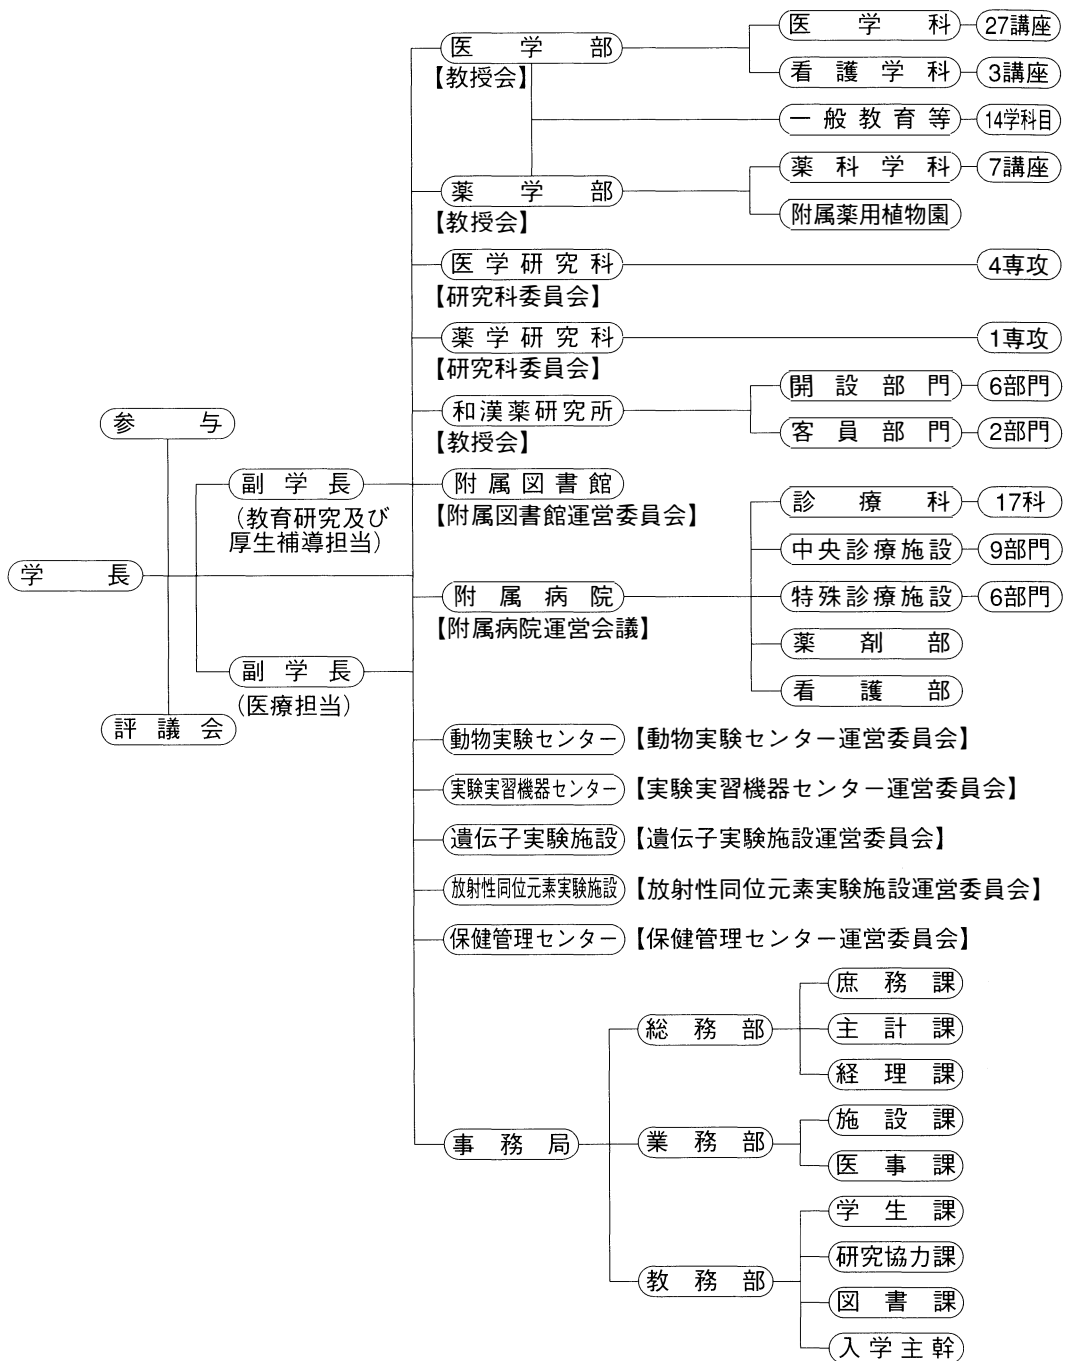 医学部
【教授会】
医学科
27講座
看護学科
3講座
一般教育等
14学科目
薬学部
【教授会】
薬科学科
7講座
附属薬用植物園
医学研究科
【研究科委員会】
4専攻
薬学研究科
【研究科委員会】
1専攻
和漢薬研究所
【教授会】
開設部門
6部門
客員部門
2部門
参与
副学長
（教育研究及び
厚生補導担当）
学長
副学長
（医療担当）
評議会
附属図書館
【附属図書館運営委員会】
附属病院
【附属病院運営会議】
診療科
17科
中央診療施設
9部門
特殊診療施設
6部門
薬剤部
看護部
動物実験センター
【動物実験センター運営委員会】
実験実習機器センター
【実験実習機器センター運営委員会】
遺伝子実験施設
【遺伝子実験施設運営委員会】
放射性同位元素実験施設
【放射性同位元素実験施設運営委員会】
保健管理センター
【保健管理センター運営委員会】
事務局
総務部
庶務課
主計課
経理課
業務部
施設課
医事課
教務部
学生課
研究協力課
図書課
入学主幹